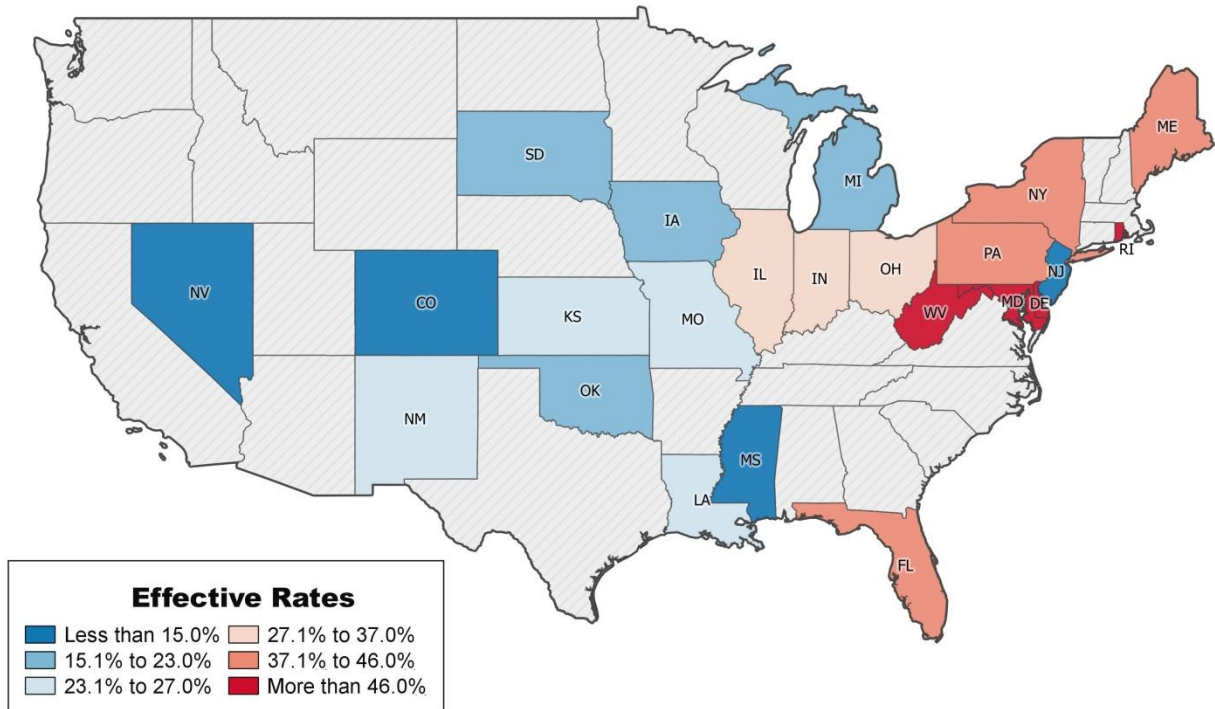 ME
SD
MI
NY
IA
PA
RI
NV
CO
IL
IN
OH
NJ
KS
MO
WV
MD
DE
OK
NM
MS
LA
FL
Effective Rates
Less than 15.0%
27.1% to 37.0%
15.1% to 23.0%
37.1% to 46.0%
23.1% to 27.0%
More than 46.0%